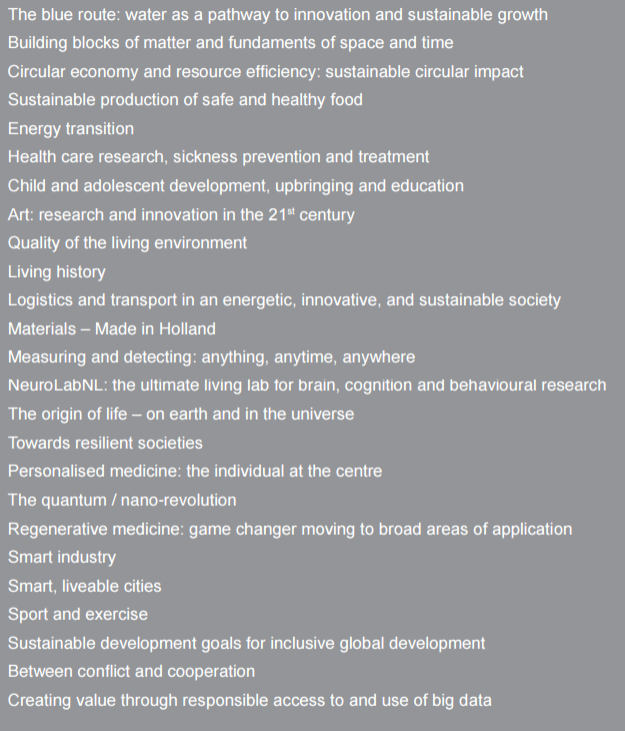 The blue route: water as a pathway to innovation and sustainable growth
Building blocks of matter and fundaments of space and time
Circular economy and resource efficiency: sustainable circular impact
Sustainable production of safe and healthy food
Energy transition
Health care research, sickness prevention and treatment
Child and adolescent development, upbringing and education
Art: research and innovation in the 21st century
Quality of the living environment
Living history
Logistics and transport in an energetic, innovative, and sustainable society
Materials – Made in Holland
Measuring and detecting: anything, anytime, anywhere
NeuroLabNL: the ultimate living lab for brain, cognition and behavioural research
The origin of life – on earth and in the universe
Towards resilient societies
Personalised medicine: the individual at the centre
The quantum / nano-revolution
Regenerative medicine: game changer moving to broad areas of application
Smart industry
Smart, liveable cities
Sport and exercise
Sustainable development goals for inclusive global development
Between conflict and cooperation
Creating value through responsible access to and use of big data